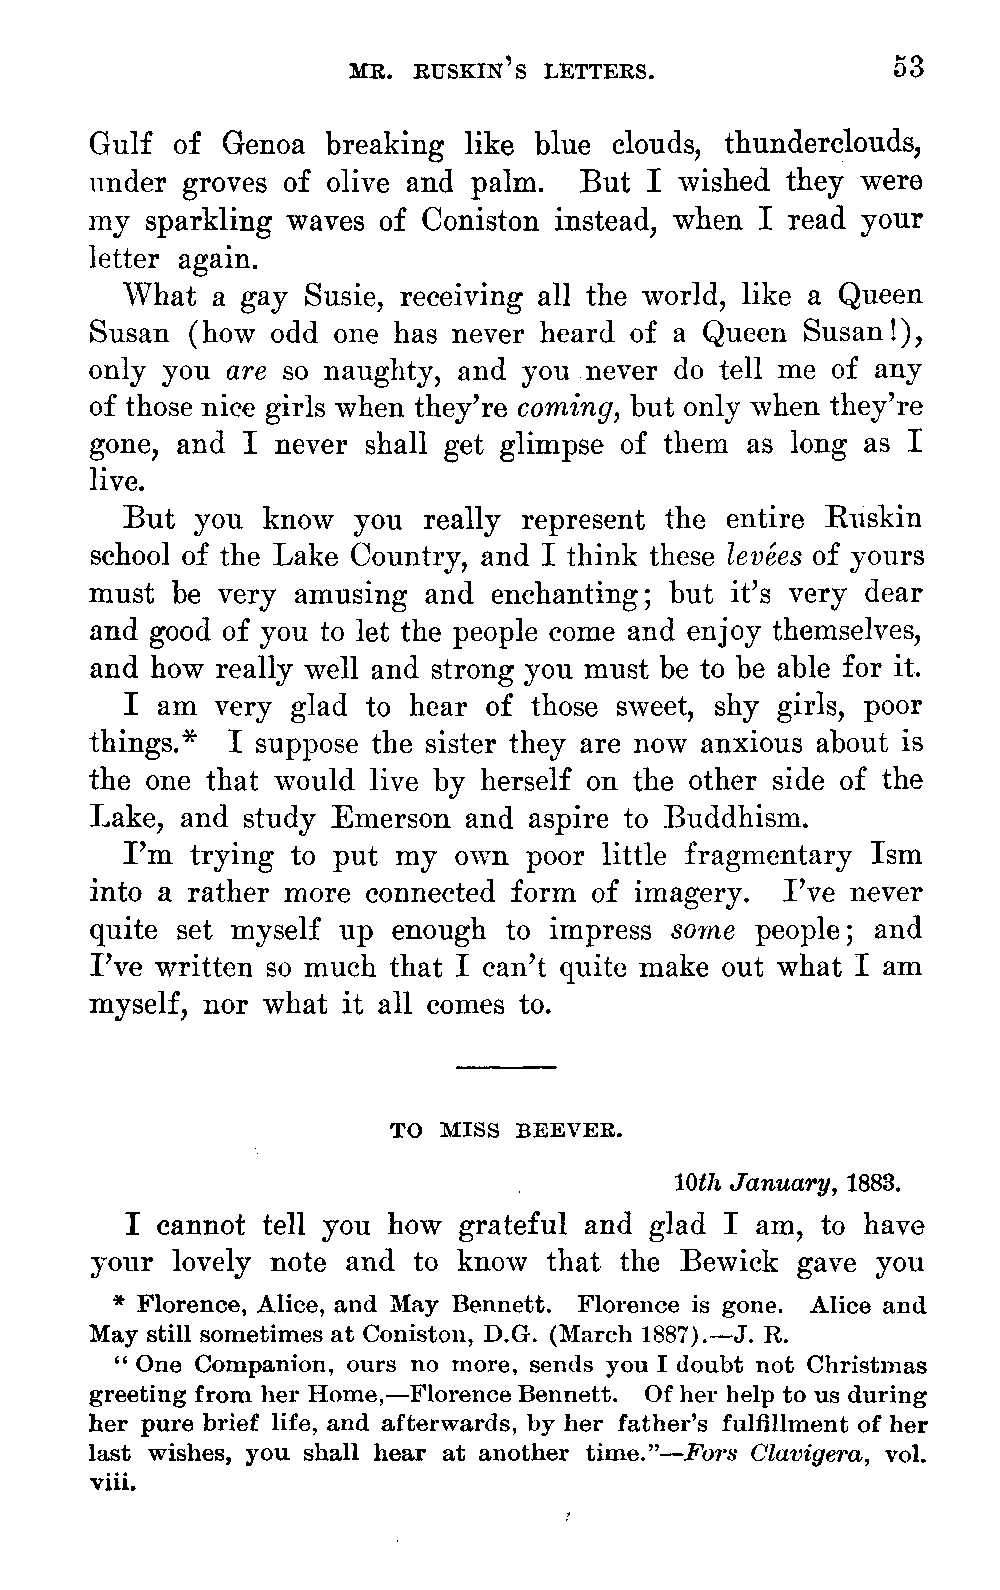 MR. RUSKIN'S LETTERS. 53
Gulf of Genoa breaking like blue clouds, thunderclouds,
under groves of olive and palm. But I wished they were
my sparkling waves of Coniston instead, when I read your
letter again.
What a gay Susie, receiving all the world, like a Queen
Susan (how odd one has never heard of a Queen Susan!),
only you are so naughty, and you never do tell me of any
of those nice girls when they're coming, but only when they're
gone, and I never shall get glimpse of them as long as I
live.
But you know you really represent the entire Ruskin
school of the Lake Country, and I think these levées of yours
must be very amusing and enchanting; but it's very dear
and good of you to let the people come and enjoy themselves,
and how really well and strong you must be to be able for it.
I am very glad to hear of those sweet, shy girls, poor
things.* I suppose the sister they are now anxious about is
the one that would live by herself on the other side of the
Lake, and study Emerson and aspire to Buddhism.
I'm trying to put my own poor little fragmentary Ism
into a rather more connected form of imagery. I've never
quite set myself up enough to impress some people; and
I've written so much that I can't quite make out what I am
myself, nor what it all comes to.
TO MISS BEEVER.
10th January, 1883.
I cannot tell you how grateful and glad I am, to have
your lovely note and to know that the Bewick gave you
* Florence, Alice, and May Bennett. Florence is gone. Alice and
May still sometimes at Coniston, D.G. (March 1887).—J. R.
"One Companion, ours no more, sends you I doubt not Christmas
greeting from her Home,—Florence Bennett. Of her help to us during
her pure brief life, and afterwards, by her father's fulfillment of her
last wishes, you shall hear at another time."—Fors Clavigera, vol.
viii.